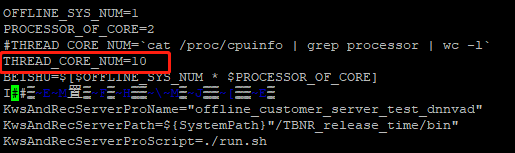 OFFLINE_SYS_NUM=1
PROCESSOR_OF_CORE=2
#THREAD_CORE_NUM=`cat /proc/cpuinfo | grep processor | wc -l`
THREAD_CORE_NUM=10
BEISHU=$[$OFFLINE_SYS_NUM * $PROCESSOR_OF_CORE]
KwsAndRecServerProName="offline_customer_server_test_dnnvad"
KwsAndRecServerPath=${SystemPath}"/TBNR_release_time/bin"
KwsAndRecServerProScript=./run.sh